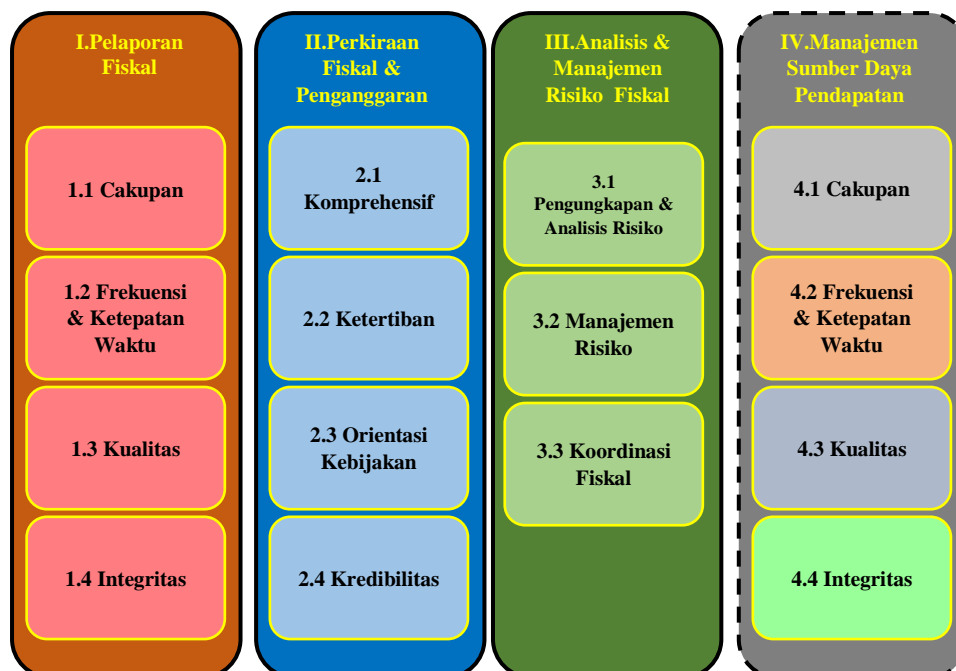 I.Pelaporan
Fiskal
1.1 Cakupan
1.2 Frekuensi
& Ketepatan
Waktu
1.3 Kualitas
1.4 Integritas
II.Perkiraan
Fiskal &
Penganggaran
2.1
Komprehensif
2.2 Ketertiban
2.3 Orientasi
Kebijakan
2.4 Kredibilitas
III.Analisis &
Manajemen
Risiko Fiskal
3.1
Pengungkapan &
Analisis Risiko
3.2 Manajemen
Risiko
3.3 Koordinasi
Fiskal
IV.Manajemen
Sumber Daya
Pendapatan
4.1 Cakupan
4.2 Frekuensi
& Ketepatan
Waktu
4.3 Kualitas
4.4 Integritas